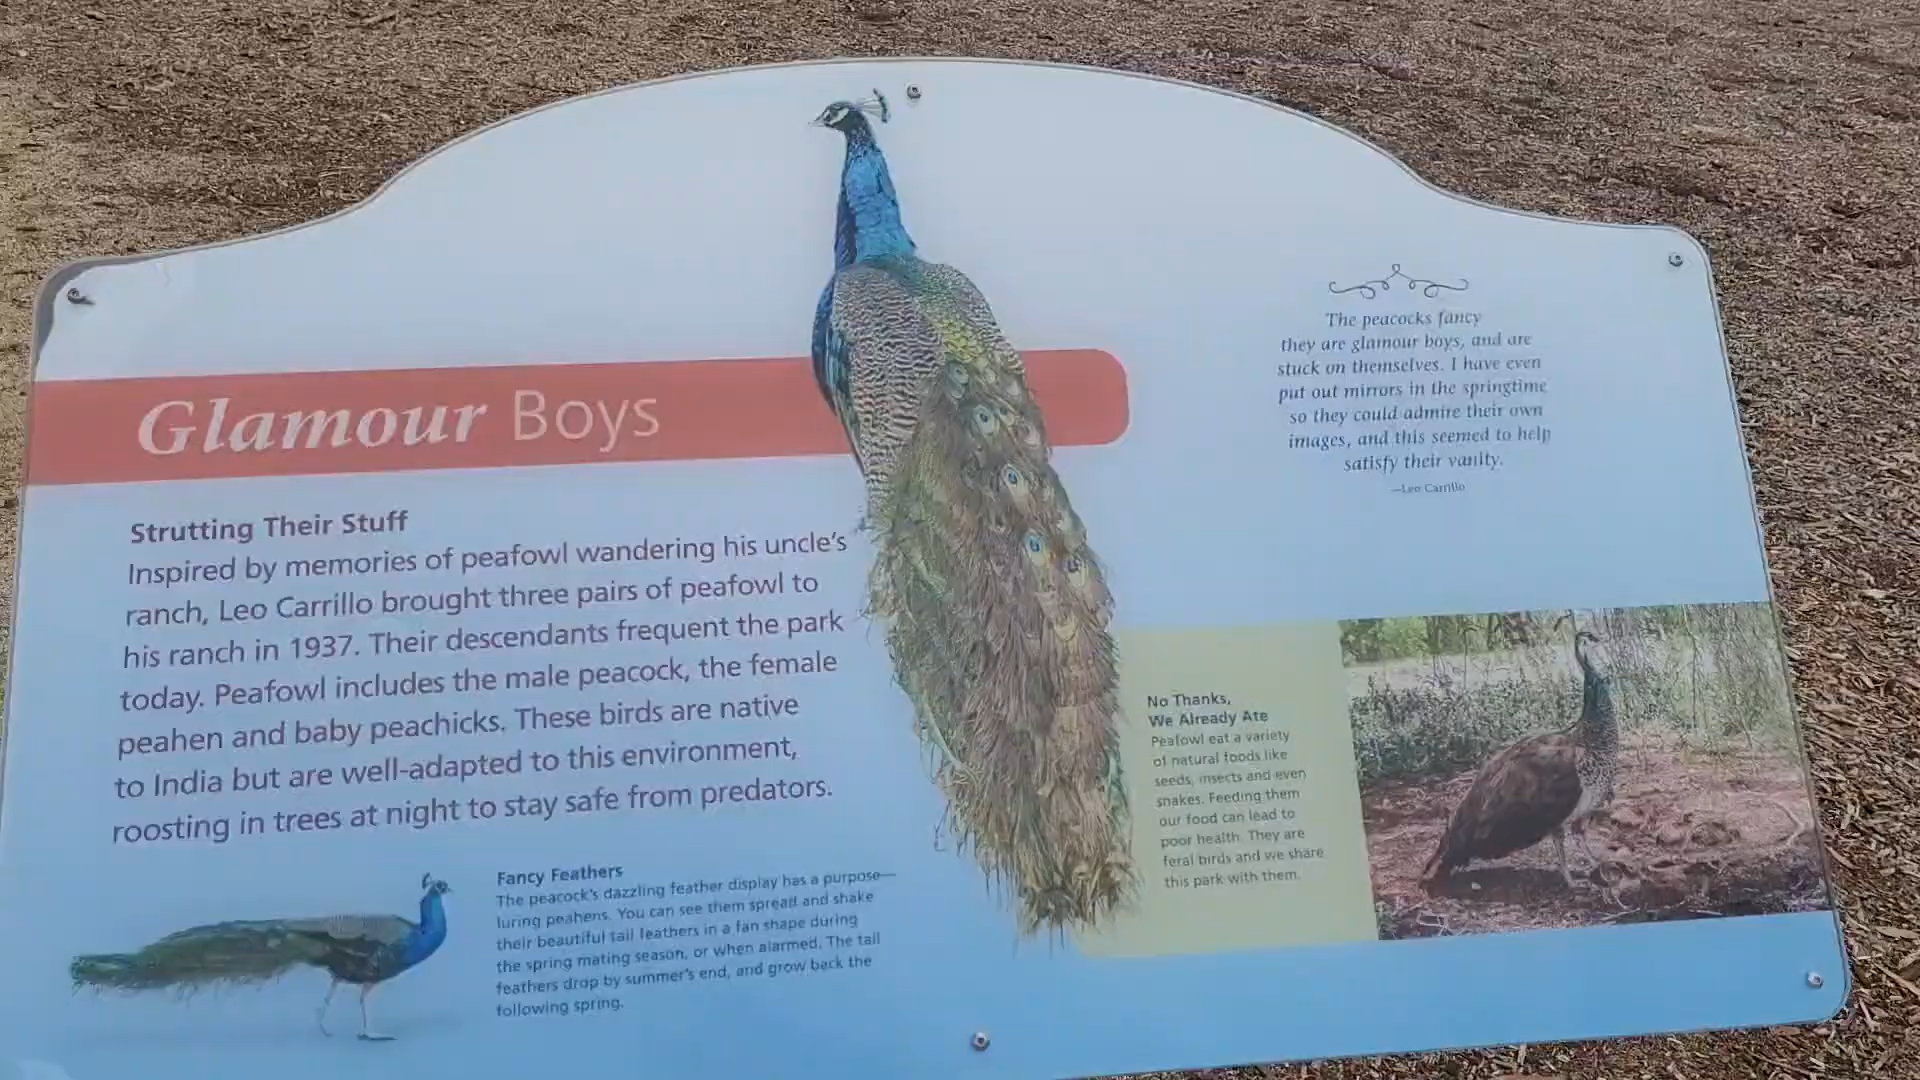 Glamour Boys
Strutting Their Stuff
Inspired by memories of peafowl wandering his uncle's
ranch, Leo Carrillo brought three pairs of peafowl to
his ranch in 1937. Their descendants frequent the park
today. Peafowl includes the male peacock, the female
peahen and baby peachicks. These birds are native
to India but are well-adapted to this environment,
roosting in trees at night to stay safe from predators.
Fancy Feathers
The peacock's dazzling feather display has a purpose—
luring peahens. You can see them spread and shake
their beautiful tail feathers in a fan shape during
the spring mating season, or when alarmed. The tail
feathers drop by summer's end, and grow back the
following spring.
The peacocks fancy
they are glamour boys, and are
stuck on themselves. I have even
put out mirrors in the springtime
so they could admire their own
images, and this seemed to help
satisfy their vanity.
—Leo Carrillo
No Thanks,
We Already Ate
Peafowl eat a variety
of natural foods like
seeds, insects and even
snakes. Feeding them
our food can lead to
poor health. They are
feral birds and we share
this park with them.